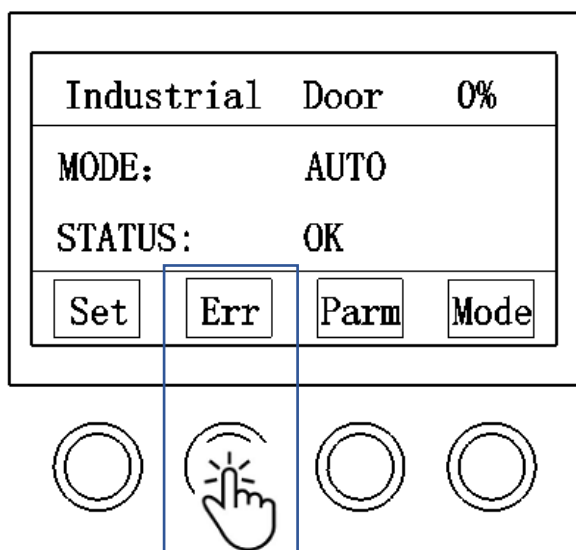 Industrial Door 0%
MODE: AUTO
STATUS: OK
Set Err Parm Mode